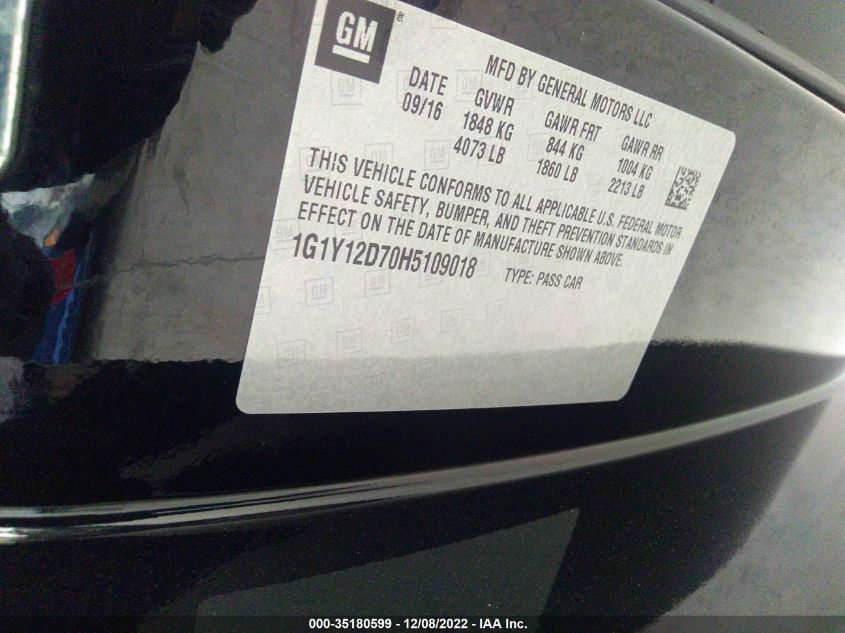 GM®
MFD BY GENERAL MOTORS LLC
DATE GVWR GAWR FRT GAWR RR
09/16 1848 KG 844 KG 1004 KG
4073 LB 1860 LB 2213 LB
THIS VEHICLE CONFORMS TO ALL APPLICABLE U.S. FEDERAL MOTOR
VEHICLE SAFETY, BUMPER, AND THEFT PREVENTION STANDARDS IN
EFFECT ON THE DATE OF MANUFACTURE SHOWN ABOVE.
1G1Y12D70H5109018 TYPE: PASS CAR
000-35180599 - 12/08/2022 - IAA Inc.